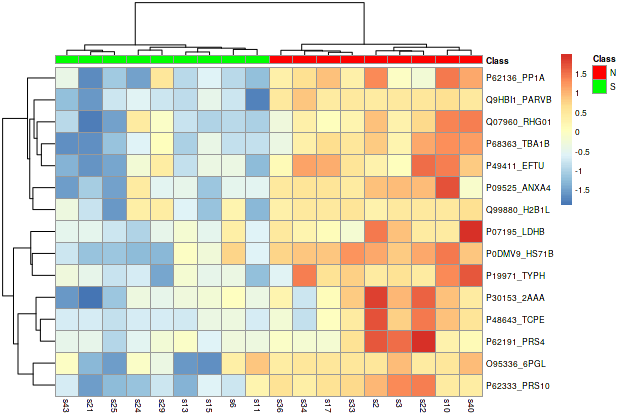 Class
Class
N
S
P62136_PP1A
Q9HBI1_PARVB
Q07960_RHG01
P68363_TBA1B
P49411_EFTU
P09525_ANXA4
Q99880_H2B1L
P07195_LDHB
P0DMV9_HS71B
P19971_TYPH
P30153_2AAA
P48643_TCPE
P62191_PRS4
O95336_6PGL
P62333_PRS10
1.5
1
0.5
0
-0.5
-1
-1.5
s43 s21 s25 s24 s29 s13 s15 s6 s11 s36 s34 s17 s33 s2 s3 s22 s10 s40